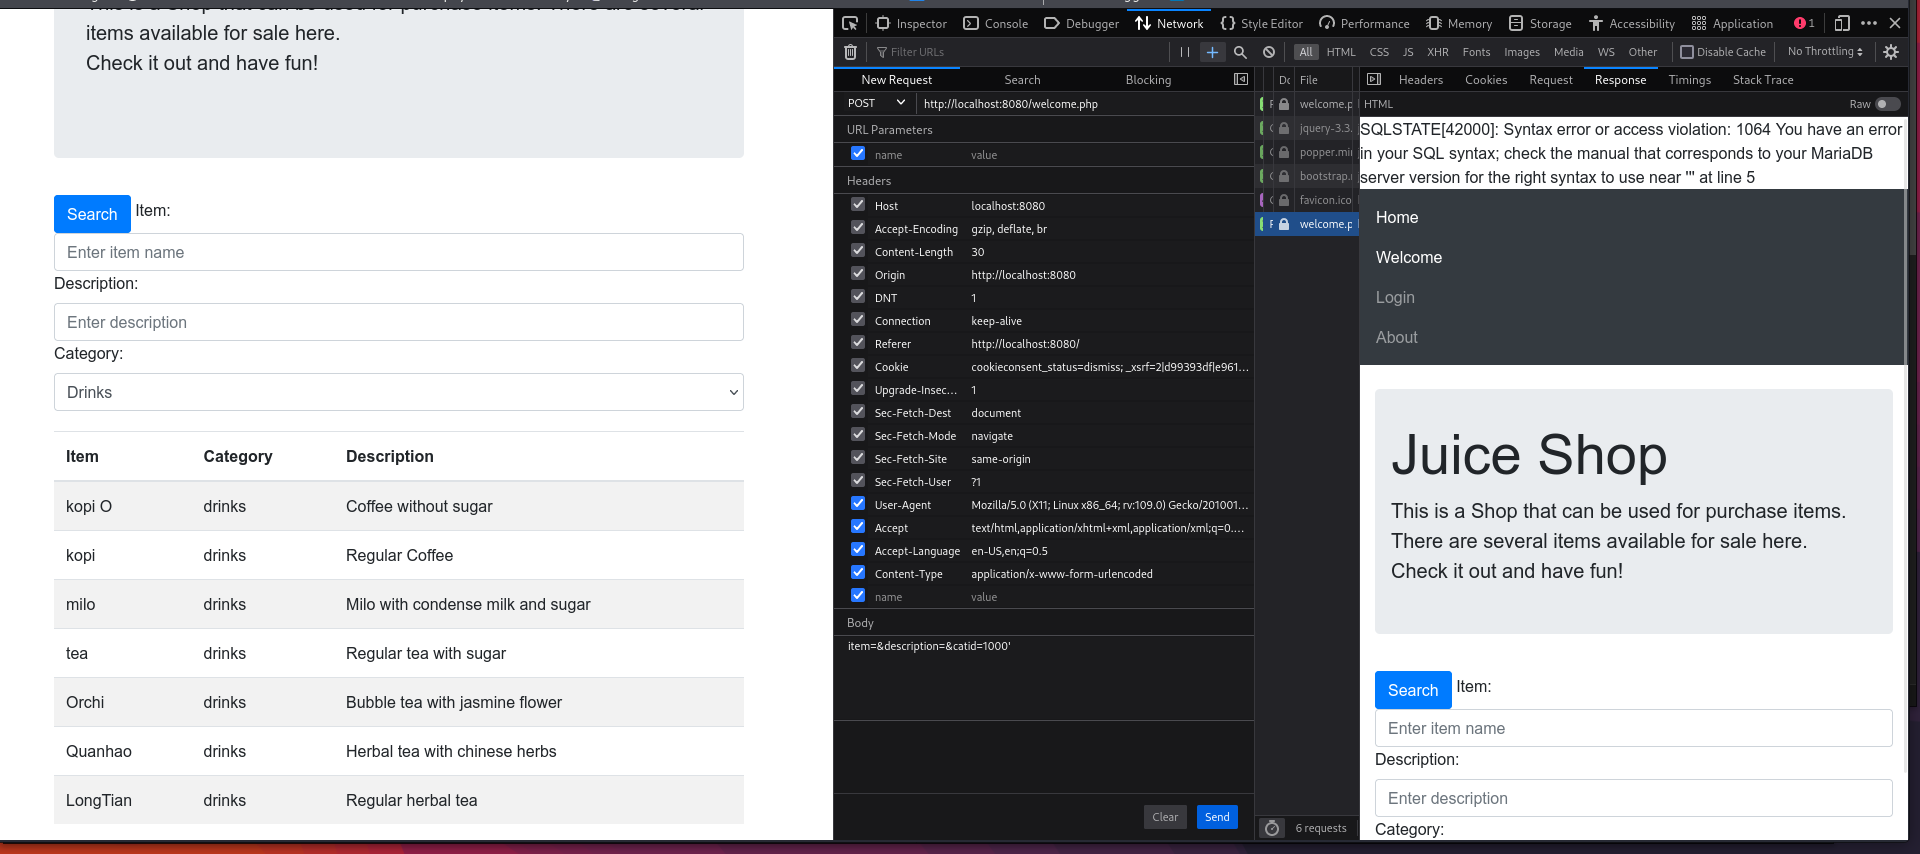 items available for sale here.
Check it out and have fun!
Search Item:
Enter item name
Description:
Enter description
Category:
Drinks
Item Category Description
kopi O drinks Coffee without sugar
kopi drinks Regular Coffee
milo drinks Milo with condense milk and sugar
tea drinks Regular tea with sugar
Orchi drinks Bubble tea with jasmine flower
Quanhao drinks Herbal tea with chinese herbs
LongTian drinks Regular herbal tea
Inspector Console Debugger Network Style Editor Performance Memory Storage Accessibility Application 1
Filter URLs All HTML CSS JS XHR Fonts Images Media WS Other Disable Cache No Throttling
New Request Search Blocking
POST http://localhost:8080/welcome.php
URL Parameters
name value
Headers
Host localhost:8080
Accept-Encoding gzip, deflate, br
Content-Length 30
Origin http://localhost:8080
DNT 1
Connection keep-alive
Referer http://localhost:8080/
Cookie cookieconsent_status=dismiss; _xsrf=2|d99393df|e961...
Upgrade-Insec... 1
Sec-Fetch-Dest document
Sec-Fetch-Mode navigate
Sec-Fetch-Site same-origin
Sec-Fetch-User ?1
User-Agent Mozilla/5.0 (X11; Linux x86_64; rv:109.0) Gecko/201001...
Accept text/html,application/xhtml+xml,application/xml;q=0....
Accept-Language en-US,en;q=0.5
Content-Type application/x-www-form-urlencoded
name value
Body
item=&description=&catid=1000'
Clear Send
Dc File
welcome.p
jquery-3.3.
popper.mi
bootstrap.
favicon.ico
welcome.p
6 requests
Headers Cookies Request Response Timings Stack Trace
HTML Raw
SQLSTATE[42000]: Syntax error or access violation: 1064 You have an error
in your SQL syntax; check the manual that corresponds to your MariaDB
server version for the right syntax to use near ''' at line 5
Home
Welcome
Login
About
Juice Shop
This is a Shop that can be used for purchase items.
There are several items available for sale here.
Check it out and have fun!
Search Item:
Enter item name
Description:
Enter description
Category: